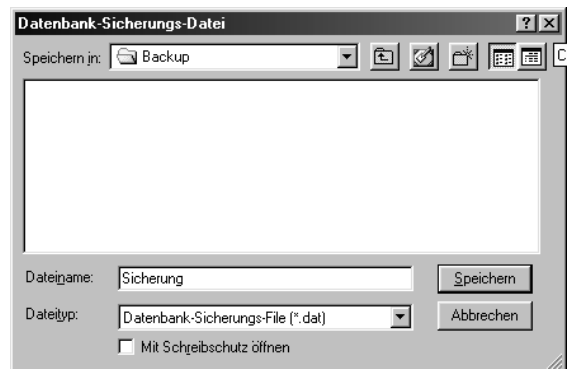 Datenbank-Sicherungs-Datei
Speichern in: Backup
Dateiname: Sicherung Speichern
Dateityp: Datenbank-Sicherungs-File (*.dat) Abbrechen
Mit Schreibschutz öffnen